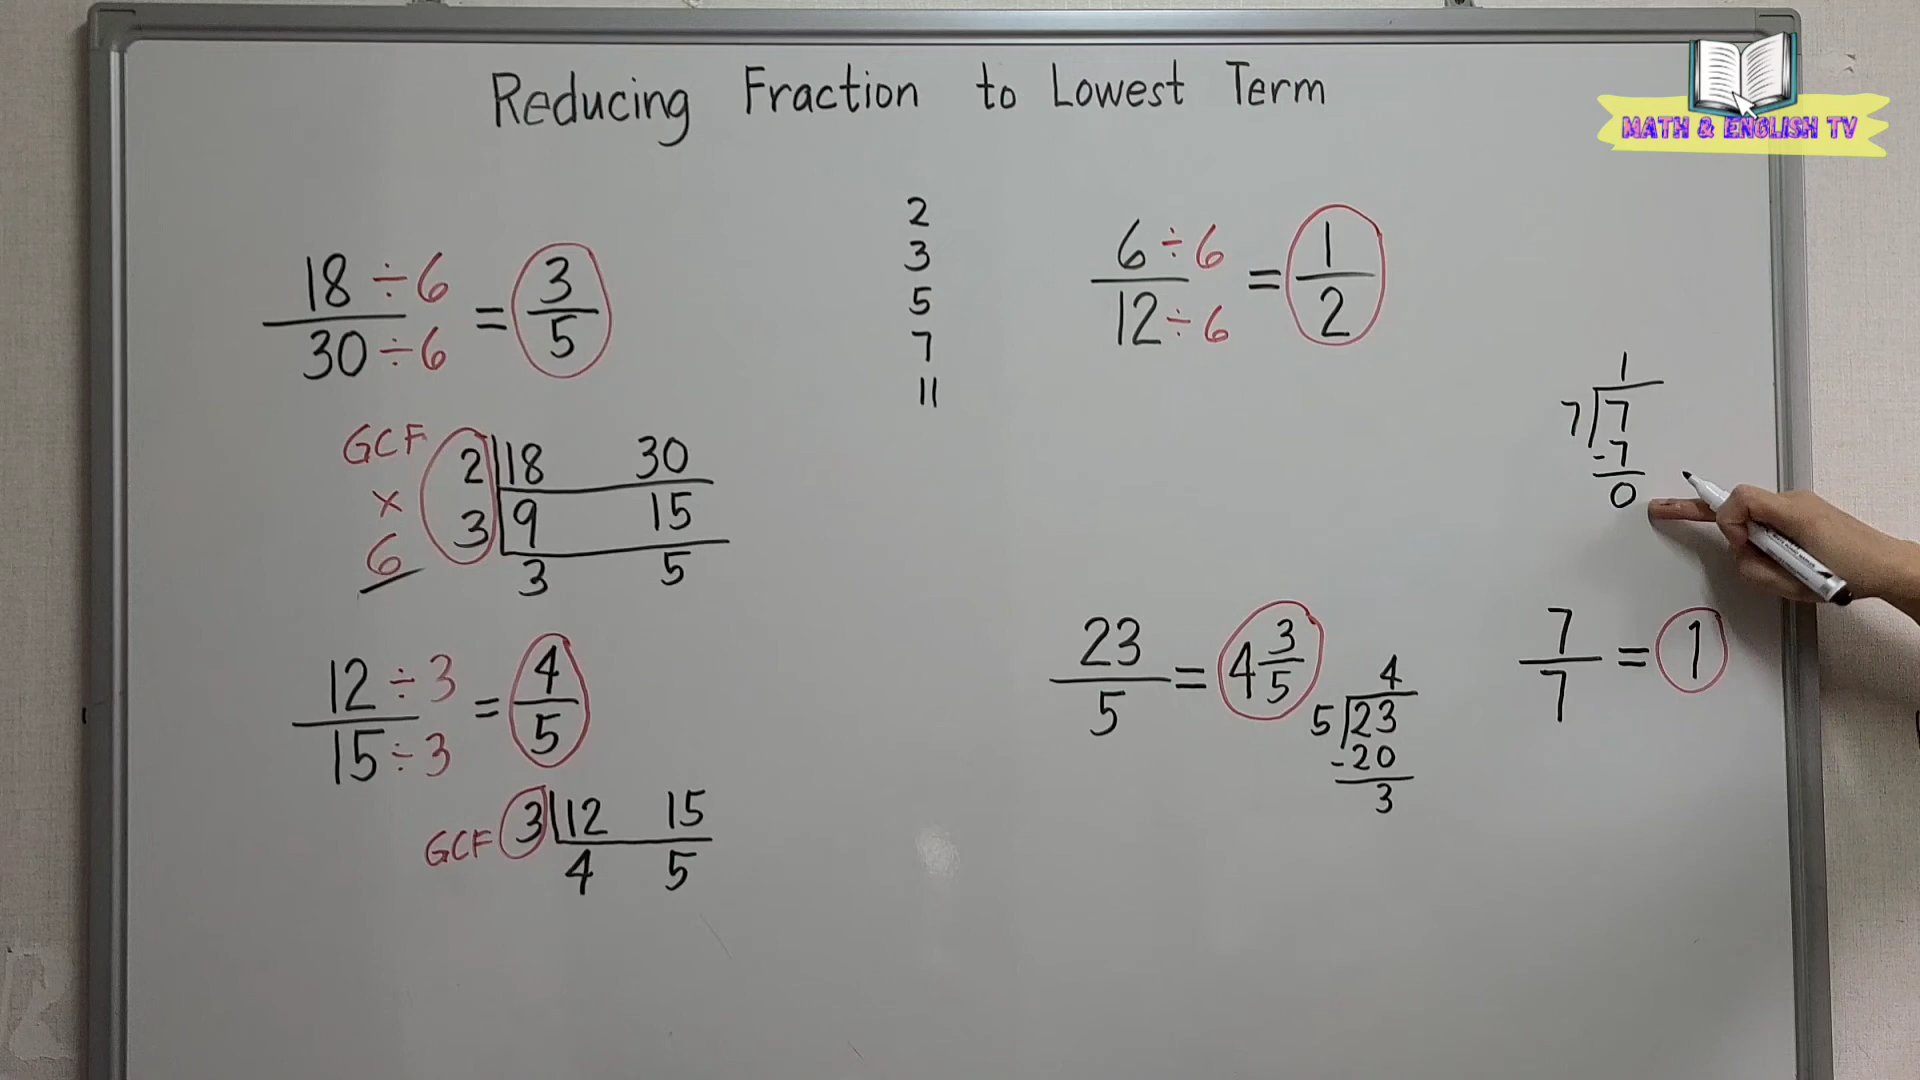 Reducing Fraction to Lowest Term
MATH & ENGLISH TV
18 ÷ 6
30 ÷ 6
=
3
5
GCF
×
6
2 18 30
3 9 15
3 5
12 ÷ 3
15 ÷ 3
=
4
5
GCF 3 12 15
4 5
2
3
5
7
11
6 ÷ 6
12 ÷ 6
=
1
2
23
5
= 4 3
5
4
5 23
-20
3
1
7 7
-7
0
7
7
= 1